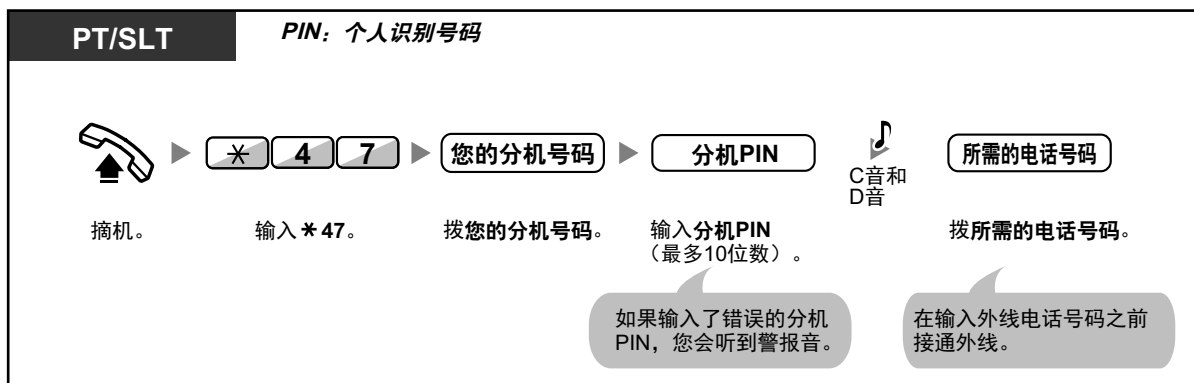 PT/SLT
PIN：个人识别号码
* 4 7 您的分机号码 分机PIN 所需的电话号码
C音和
D音
摘机。 输入*47。 拨您的分机号码。 输入分机PIN 拨所需的电话号码。
（最多10位数）。
如果输入了错误的分机
PIN，您会听到警报音。
在输入外线电话号码之前
接通外线。